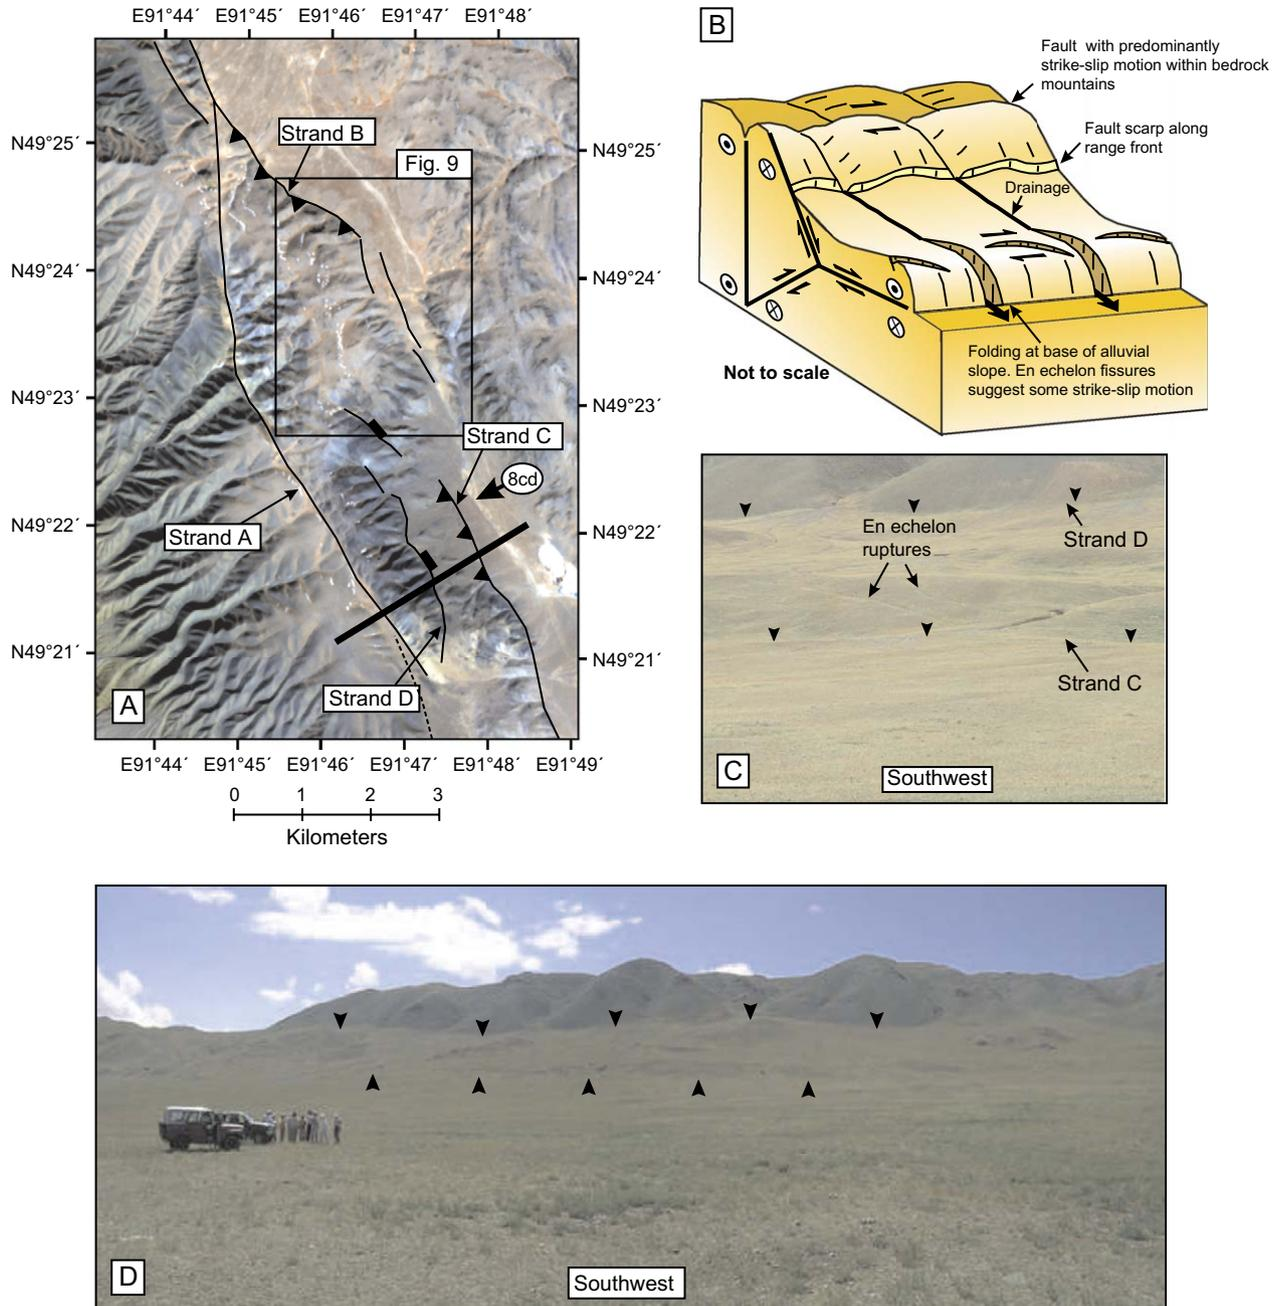 E91°44´ E91°45´ E91°46´ E91°47´ E91°48´
N49°25´
N49°24´
N49°23´
N49°22´
N49°21´
Strand B
Fig. 9
Strand C
8cd
Strand A
Strand D
A
N49°25´
N49°24´
N49°23´
N49°22´
N49°21´
E91°44´ E91°45´ E91°46´ E91°47´ E91°48´ E91°49´
0 1 2 3
Kilometers
B
Fault with predominantly
strike-slip motion within bedrock
mountains
Fault scarp along
range front
Drainage
Not to scale
Folding at base of alluvial
slope. En echelon fissures
suggest some strike-slip motion
En echelon
ruptures
Strand D
Strand C
C
Southwest
D
Southwest